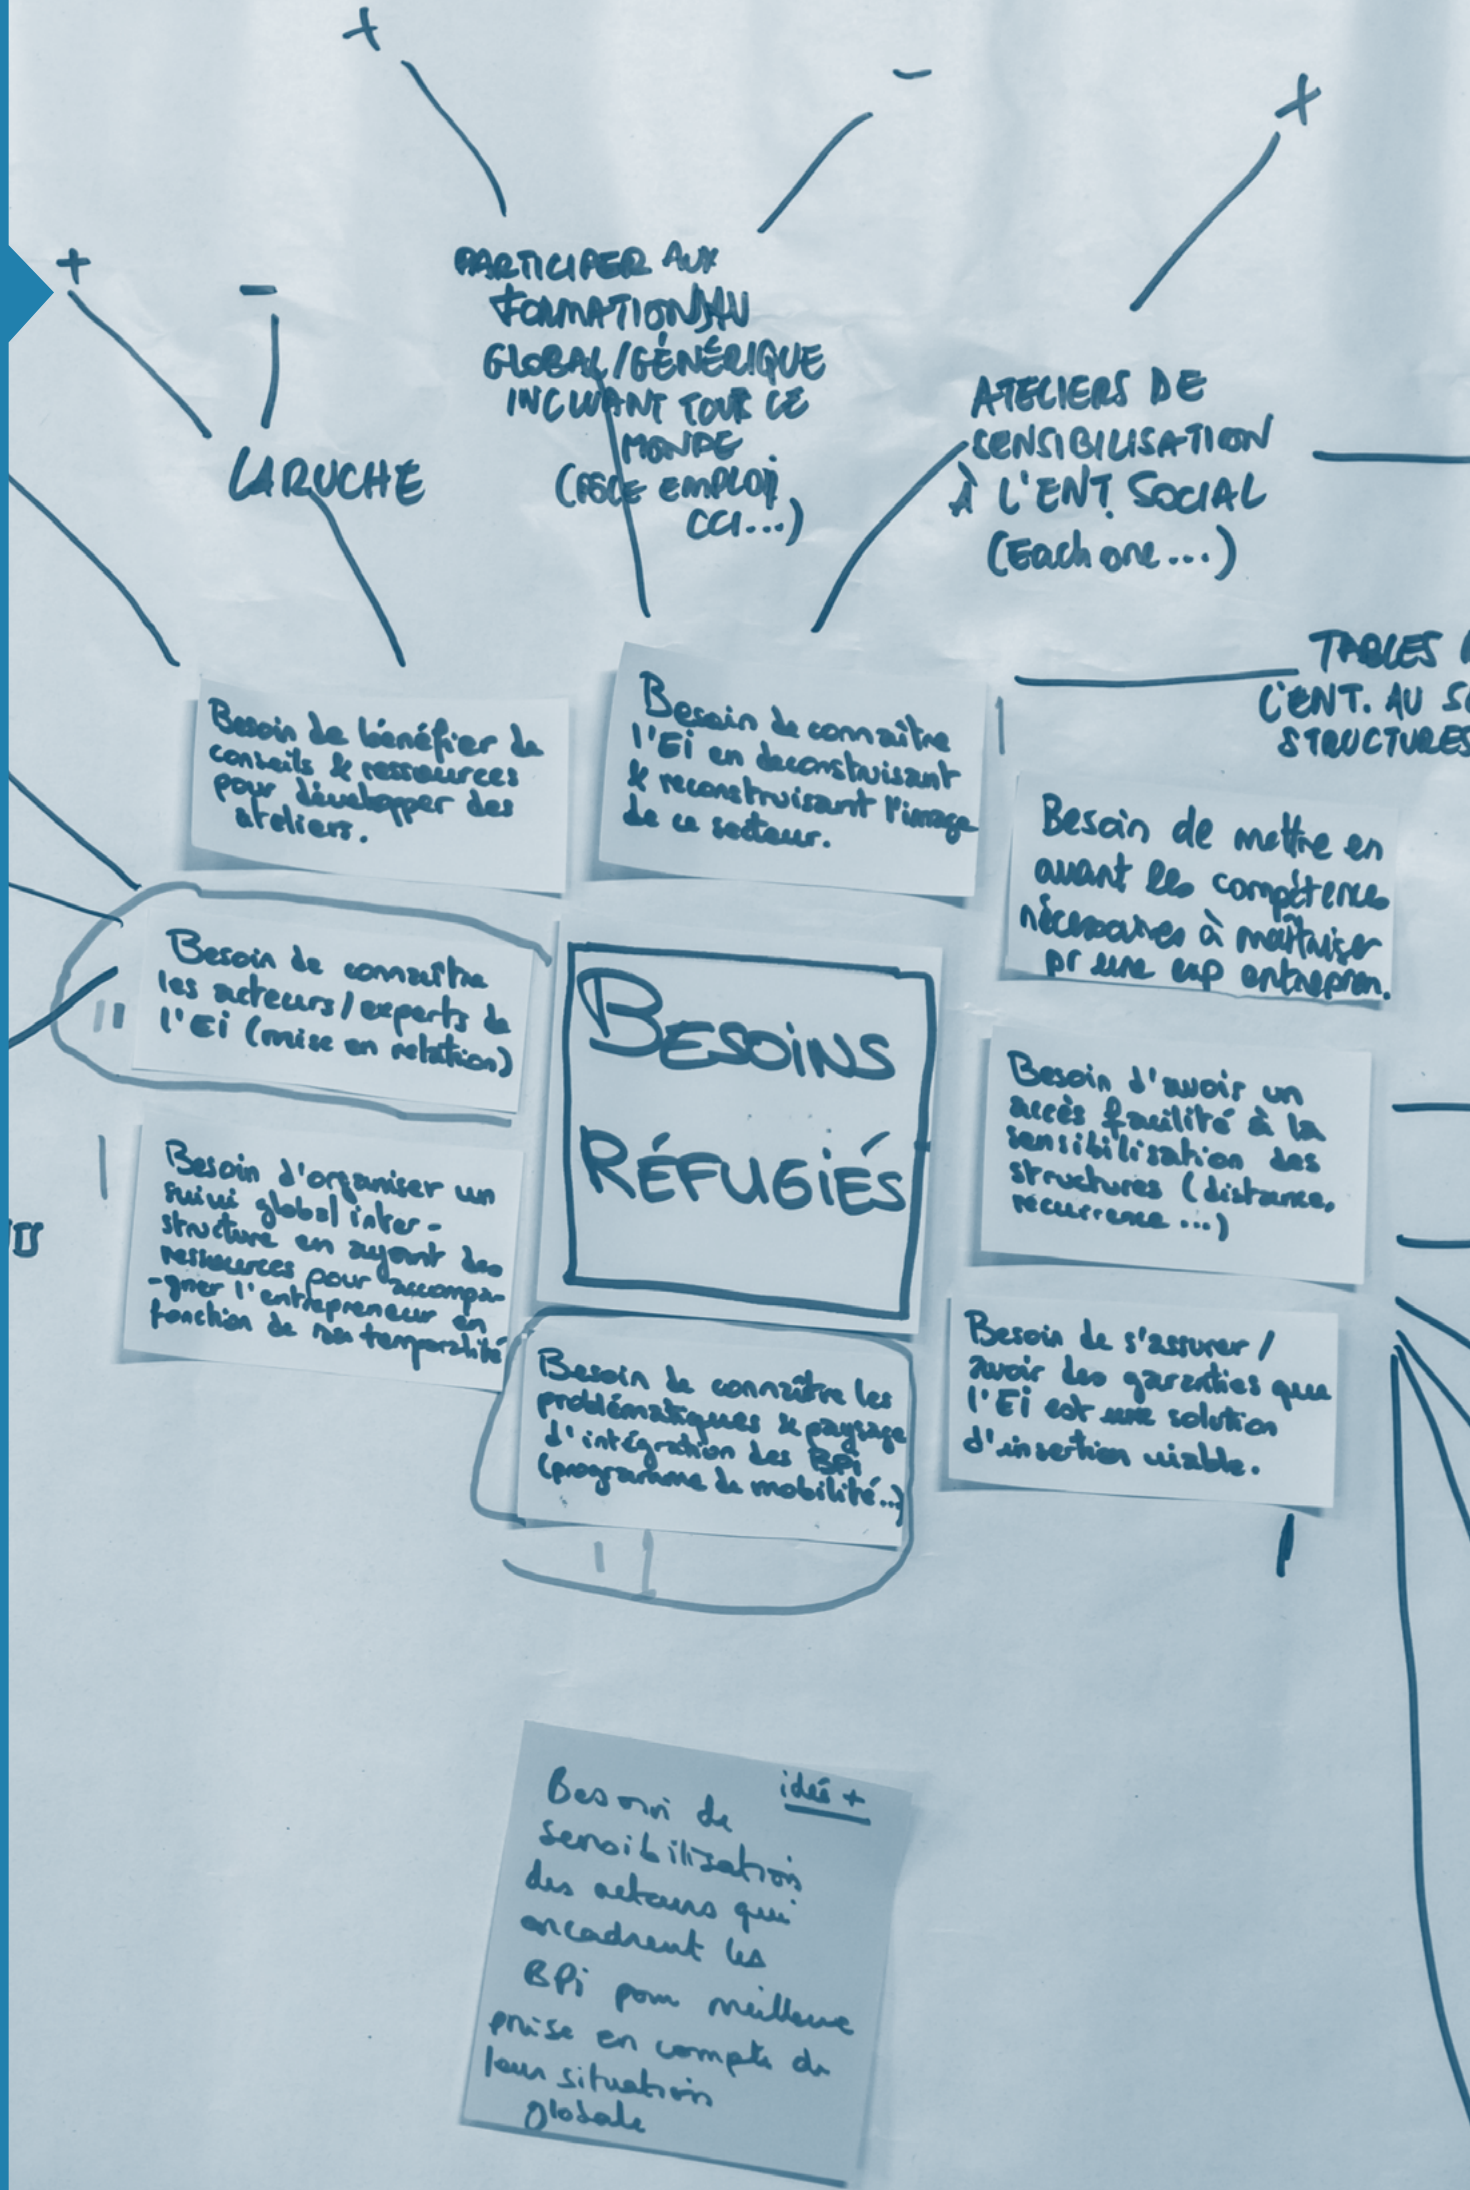 +
-
+
+
-
PARTICIPER AUX
FORMATIONS AU
GLOBAL/GÉNÉRIQUE
INCLUANT TOUT LE
MONDE
(POLE EMPLOI
CCI...)
LARUCHE
ATELIERS DE
SENSIBILISATION
À L'ENT. SOCIAL
(Each one...)
TABLES
L'ENT. AU
STRUCTURES
Besoin de bénéfier de
conseils & ressources
pour développer des
ateliers.
Besoin de connaître
l'Ei en deconstruisant
& reconstruisant l'image
de ce secteur.
Besoin de mettre en
avant les compétences
nécessaires à maîtriser
pr une exp entrepren.
Besoin de connaître
les acteurs/experts de
l'Ei (mise en relation)
BESOINS
RÉFUGIÉS
Besoin d'avoir un
accès facilité à la
sensibilisation des
structures (distance,
récurrence...)
Besoin d'organiser un
suivi global inter-
structure en ayant des
ressources pour accompa-
-gner l'entrepreneur en
fonction de sa temporalité
Besoin de s'assurer/
avoir des garanties que
l'Ei est une solution
d'insertion viable.
Besoin de connaître les
problématiques & paysage
d'intégration des BPi
(programme de mobilité...)
idée +
Besoin de
sensibilisation
des acteurs qui
encadrent les
BPi pour meilleure
prise en compte de
leur situation
globale